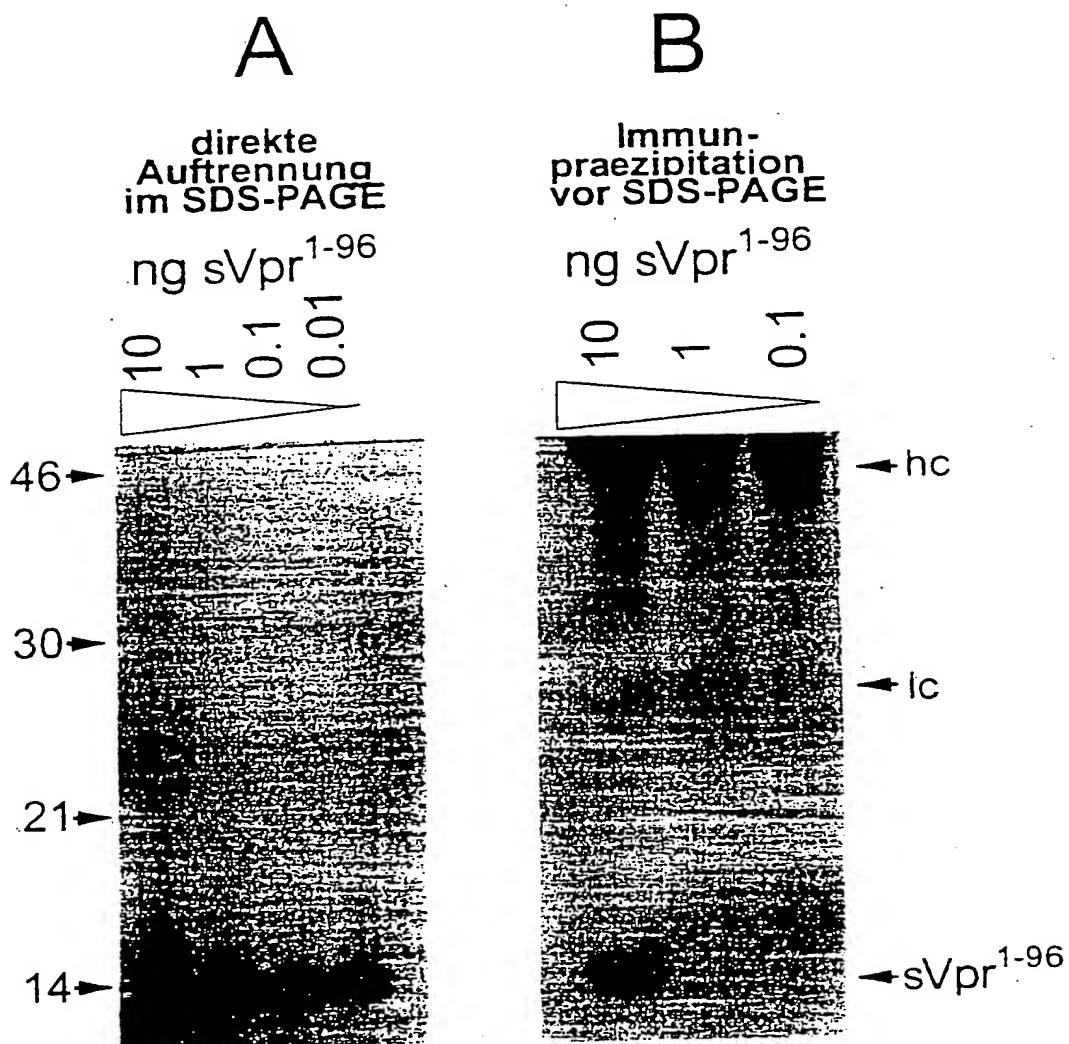 A
direkte
Auftrennung
im SDS-PAGE
ng sVpr1-96
10 1 0.1 0.01
46
30
21
14
B
Immun-
praezipitation
vor SDS-PAGE
ng sVpr1-96
10 1 0.1
hc
lc
sVpr1-96